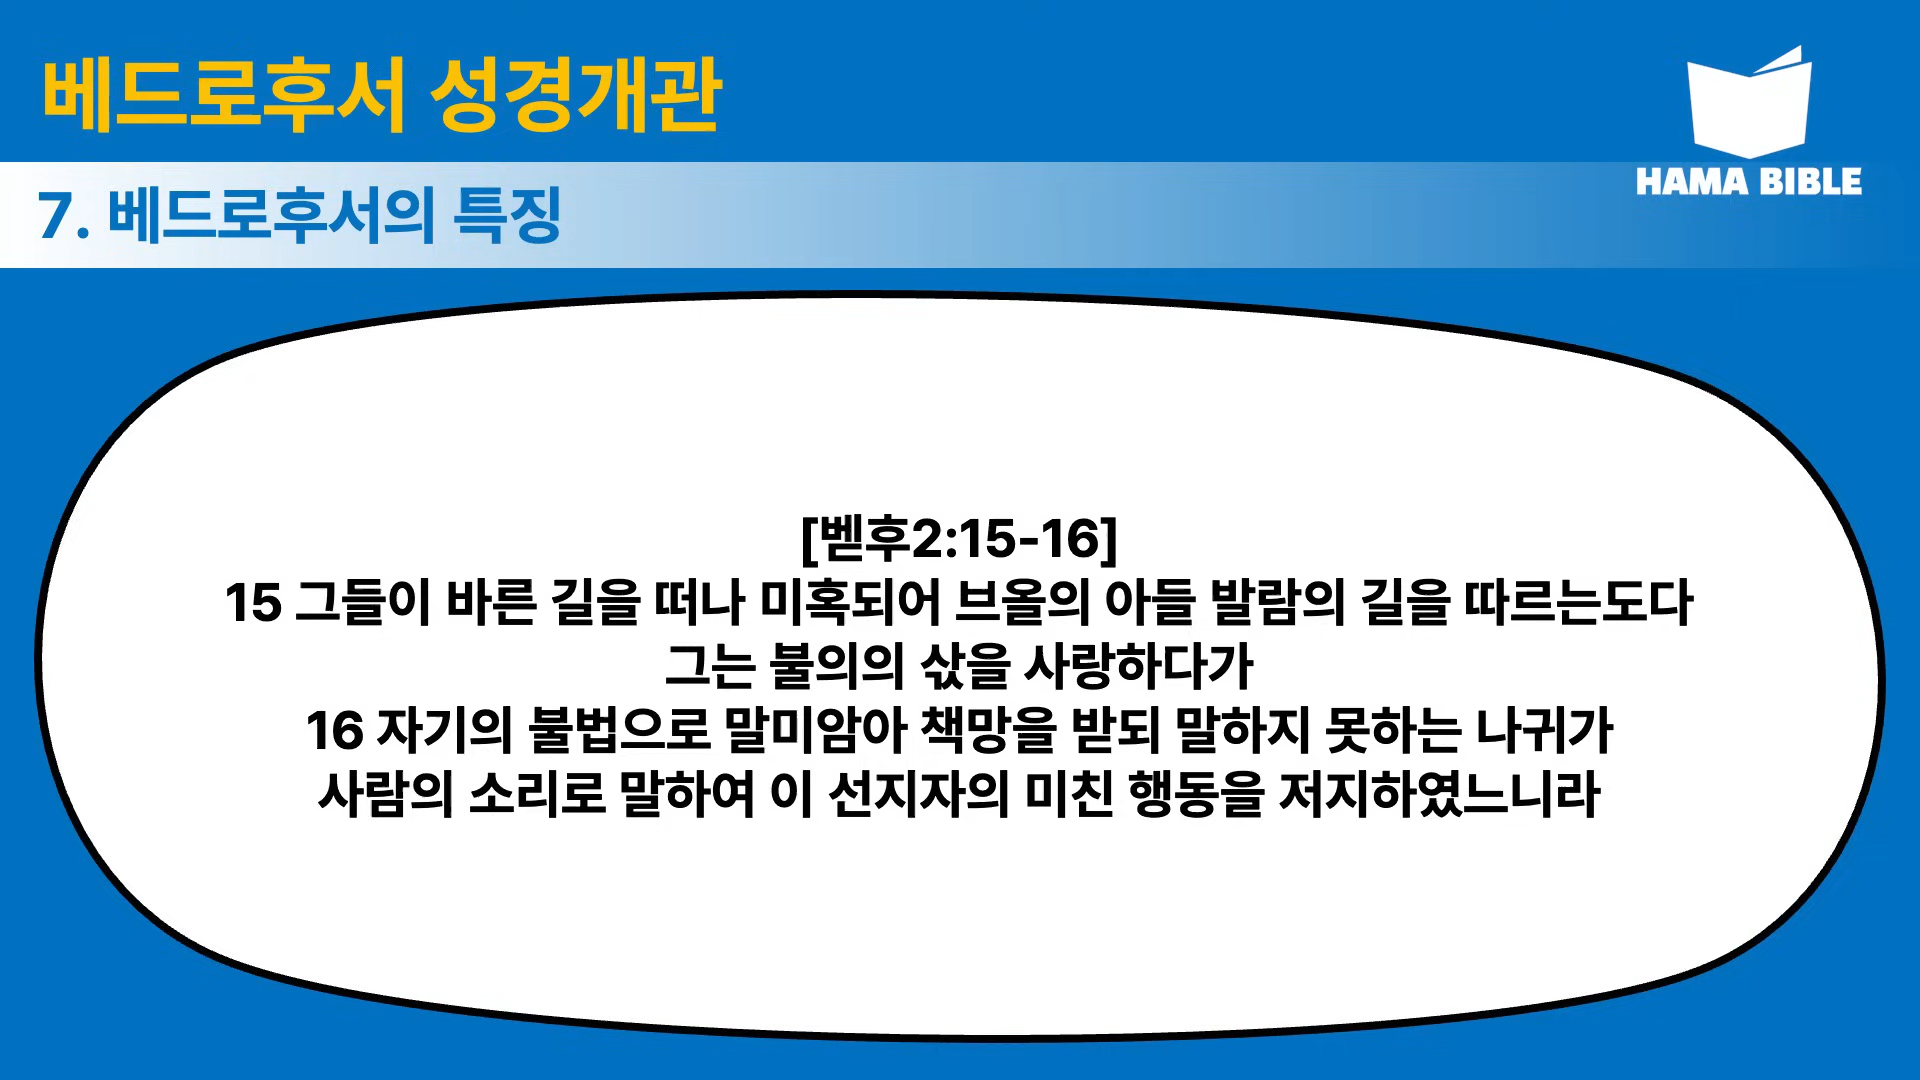 베드로후서 성경개관
HAMA BIBLE
7. 베드로후서의 특징
[벧후2:15-16]
15 그들이 바른 길을 떠나 미혹되어 브올의 아들 발람의 길을 따르는도다
그는 불의의 삯을 사랑하다가
16 자기의 불법으로 말미암아 책망을 받되 말하지 못하는 나귀가
사람의 소리로 말하여 이 선지자의 미친 행동을 저지하였느니라